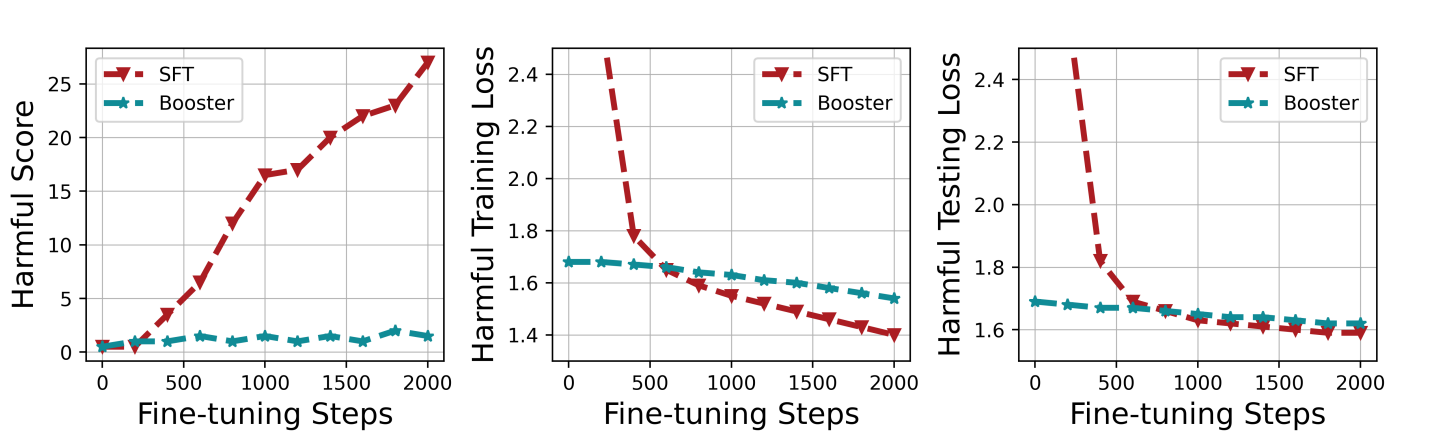 Harmful Score
25
20
15
10
5
0
SFT
Booster
0 500 1000 1500 2000
Fine-tuning Steps
Harmful Training Loss
2.4
2.2
2.0
1.8
1.6
1.4
SFT
Booster
0 500 1000 1500 2000
Fine-tuning Steps
Harmful Testing Loss
2.4
2.2
2.0
1.8
1.6
SFT
Booster
0 500 1000 1500 2000
Fine-tuning Steps